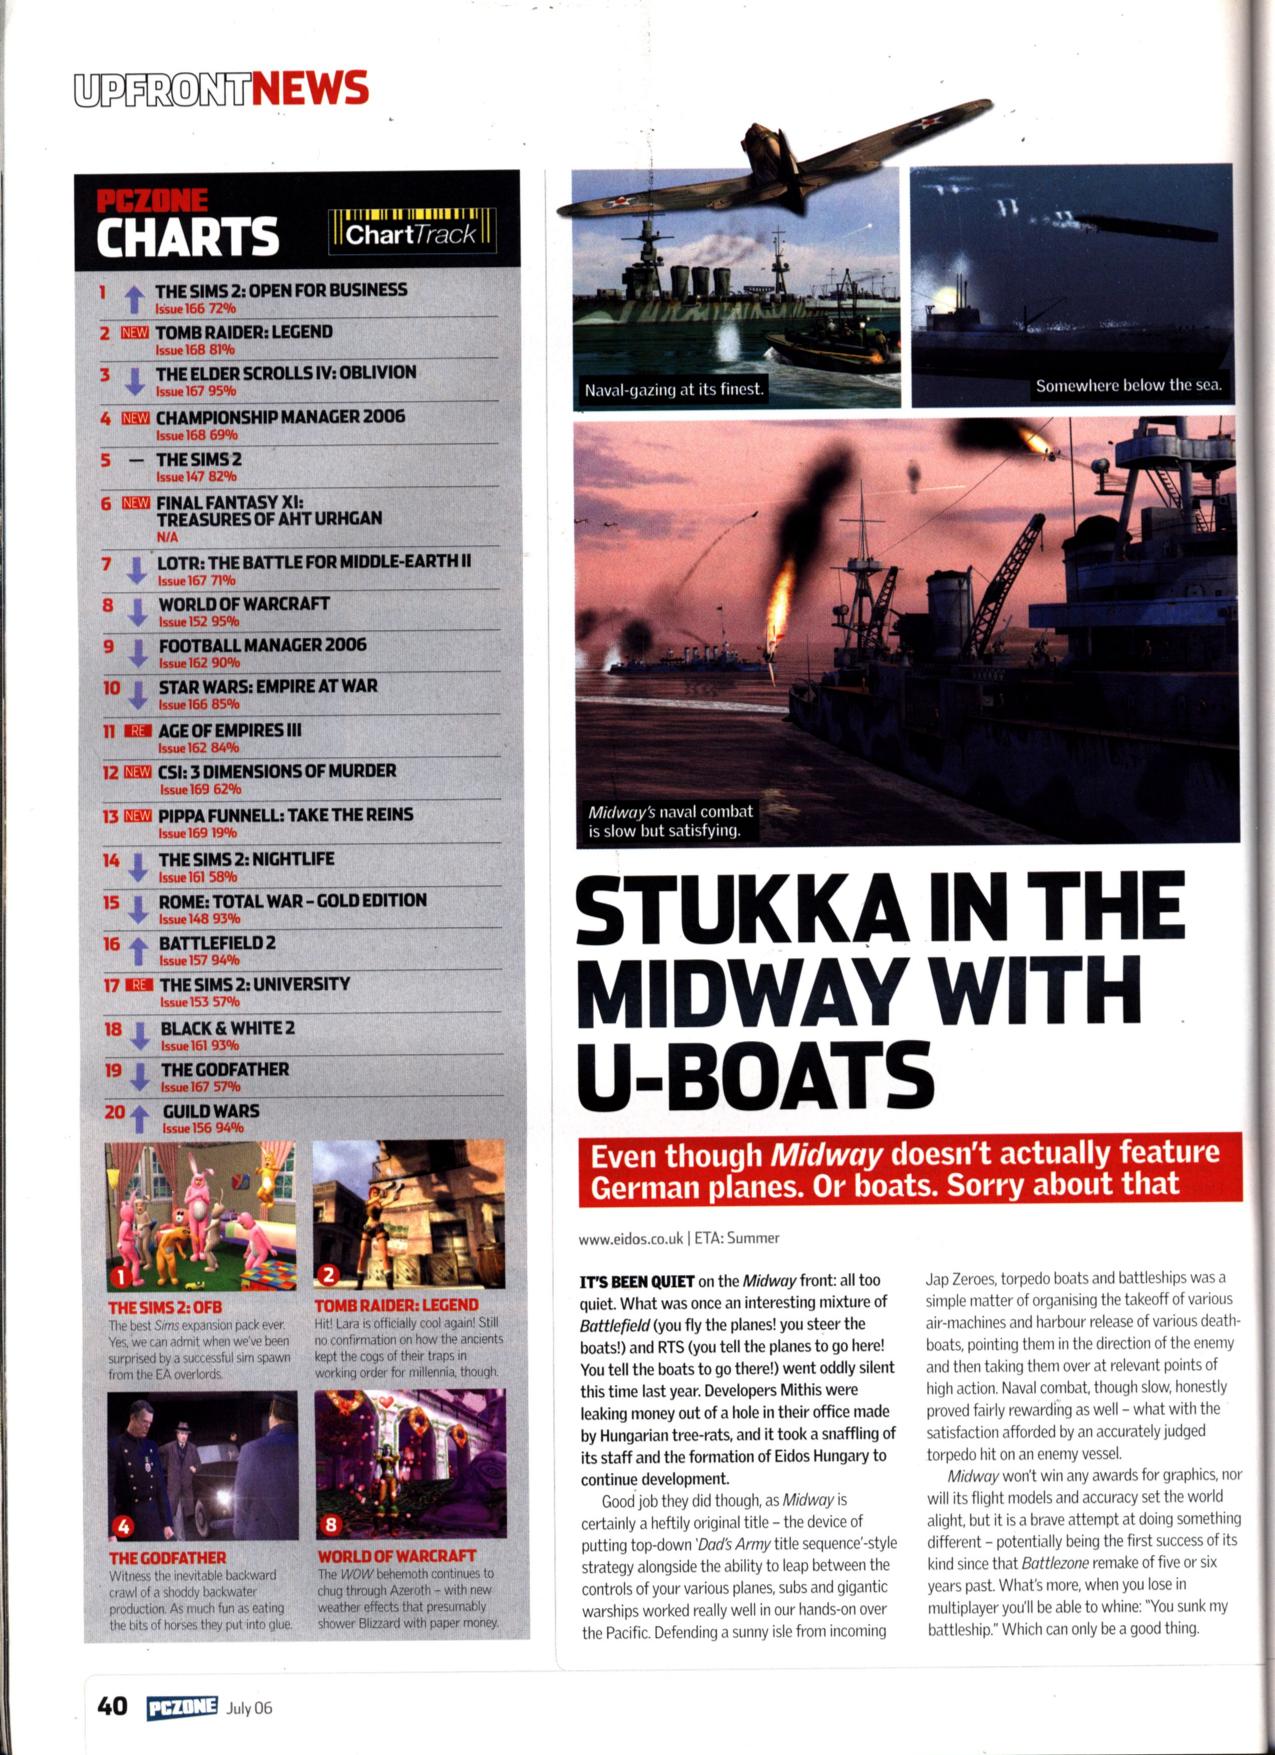 UPFRONTNEWS
PCZONE
CHARTS
ChartTrack
1 THE SIMS 2: OPEN FOR BUSINESS
Issue 166 72%
2 NEW TOMB RAIDER: LEGEND
Issue 168 81%
3 THE ELDER SCROLLS IV: OBLIVION
Issue 167 95%
4 NEW CHAMPIONSHIP MANAGER 2006
Issue 168 69%
5 — THE SIMS 2
Issue 147 82%
6 NEW FINAL FANTASY XI:
TREASURES OF AHT URHGAN
N/A
7 LOTR: THE BATTLE FOR MIDDLE-EARTH II
Issue 167 71%
8 WORLD OF WARCRAFT
Issue 152 95%
9 FOOTBALL MANAGER 2006
Issue 162 90%
10 STAR WARS: EMPIRE AT WAR
Issue 166 85%
11 RE AGE OF EMPIRES III
Issue 162 84%
12 NEW CSI: 3 DIMENSIONS OF MURDER
Issue 169 62%
13 NEW PIPPA FUNNELL: TAKE THE REINS
Issue 169 19%
14 THE SIMS 2: NIGHTLIFE
Issue 161 58%
15 ROME: TOTAL WAR – GOLD EDITION
Issue 148 93%
16 BATTLEFIELD 2
Issue 157 94%
17 RE THE SIMS 2: UNIVERSITY
Issue 153 57%
18 BLACK & WHITE 2
Issue 161 93%
19 THE GODFATHER
Issue 167 57%
20 GUILD WARS
Issue 156 94%
1
THE SIMS 2: OFB
The best Sims expansion pack ever.
Yes, we can admit when we've been
surprised by a successful sim spawn
from the EA overlords.
2
TOMB RAIDER: LEGEND
Hit! Lara is officially cool again! Still
no confirmation on how the ancients
kept the cogs of their traps in
working order for millennia, though.
4
THE GODFATHER
Witness the inevitable backward
crawl of a shoddy backwater
production. As much fun as eating
the bits of horses they put into glue.
8
WORLD OF WARCRAFT
The WOW behemoth continues to
chug through Azeroth – with new
weather effects that presumably
shower Blizzard with paper money.
Naval-gazing at its finest.
Somewhere below the sea.
Midway's naval combat
is slow but satisfying.
STUKKA IN THE
MIDWAY WITH
U-BOATS
Even though Midway doesn't actually feature
German planes. Or boats. Sorry about that
www.eidos.co.uk | ETA: Summer
IT'S BEEN QUIET on the Midway front: all too
quiet. What was once an interesting mixture of
Battlefield (you fly the planes! you steer the
boats!) and RTS (you tell the planes to go here!
You tell the boats to go there!) went oddly silent
this time last year. Developers Mithis were
leaking money out of a hole in their office made
by Hungarian tree-rats, and it took a snaffling of
its staff and the formation of Eidos Hungary to
continue development.
Good job they did though, as Midway is
certainly a heftily original title – the device of
putting top-down 'Dad's Army title sequence'-style
strategy alongside the ability to leap between the
controls of your various planes, subs and gigantic
warships worked really well in our hands-on over
the Pacific. Defending a sunny isle from incoming
Jap Zeroes, torpedo boats and battleships was a
simple matter of organising the takeoff of various
air-machines and harbour release of various death-
boats, pointing them in the direction of the enemy
and then taking them over at relevant points of
high action. Naval combat, though slow, honestly
proved fairly rewarding as well – what with the
satisfaction afforded by an accurately judged
torpedo hit on an enemy vessel.
Midway won't win any awards for graphics, nor
will its flight models and accuracy set the world
alight, but it is a brave attempt at doing something
different – potentially being the first success of its
kind since that Battlezone remake of five or six
years past. What's more, when you lose in
multiplayer you'll be able to whine: "You sunk my
battleship." Which can only be a good thing.
40 PCZONE July 06